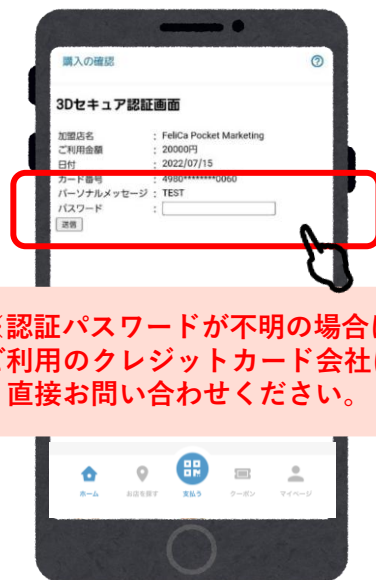 購入の確認
3Dセキュア認証画面
加盟店名 : FeliCa Pocket Marketing
ご利用金額 : 20000円
日付 : 2022/07/15
カード番号 : 4980********0060
パーソナルメッセージ : TEST
パスワード :
送信
※認証パスワードが不明の場合は
ご利用のクレジットカード会社に
直接お問い合わせください。
ホーム お店を探す 支払う クーポン マイページ